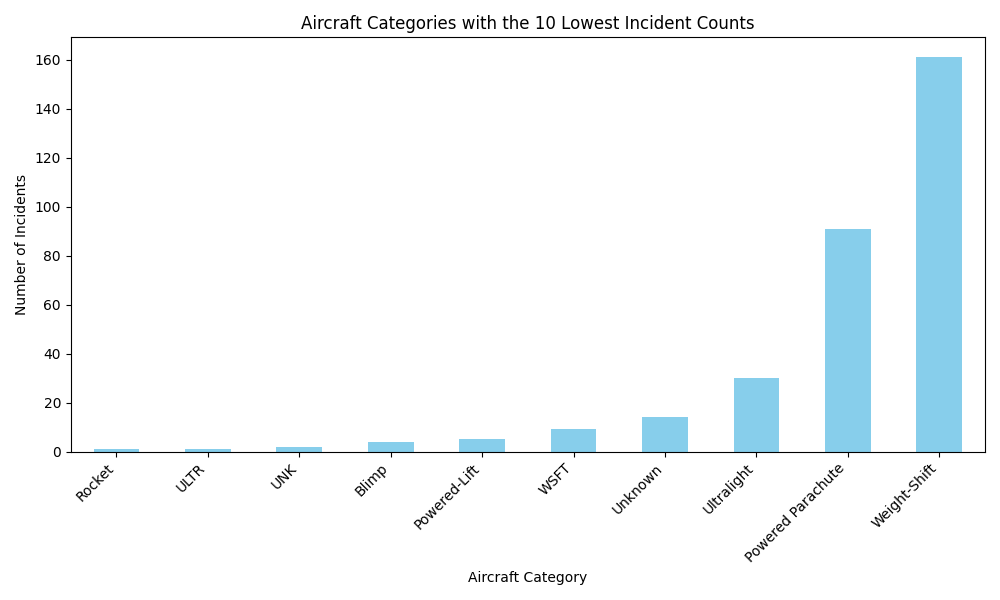 Aircraft Categories with the 10 Lowest Incident Counts
Number of Incidents
160
140
120
100
80
60
40
20
0
Rocket
ULTR
UNK
Blimp
Powered-Lift
WSFT
Unknown
Ultralight
Powered Parachute
Weight-Shift
Aircraft Category